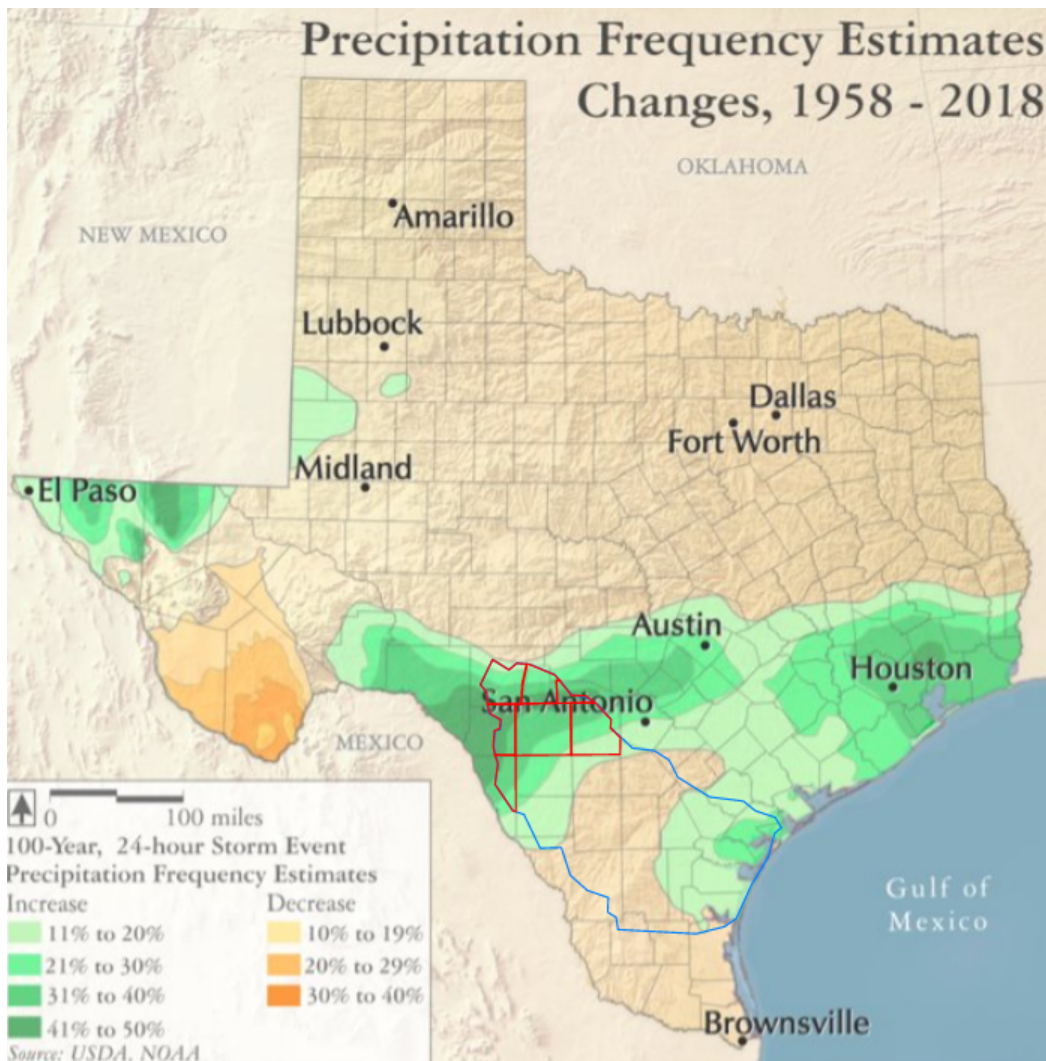 Precipitation Frequency Estimates
Changes, 1958 - 2018
OKLAHOMA
NEW MEXICO
Amarillo
Lubbock
Dallas
Fort Worth
Midland
El Paso
Austin
Houston
San Antonio
MEXICO
0 100 miles
100-Year, 24-hour Storm Event
Precipitation Frequency Estimates
Increase Decrease
11% to 20% 10% to 19%
21% to 30% 20% to 29%
31% to 40% 30% to 40%
41% to 50%
Source: USDA, NOAA
Gulf of
Mexico
Brownsville